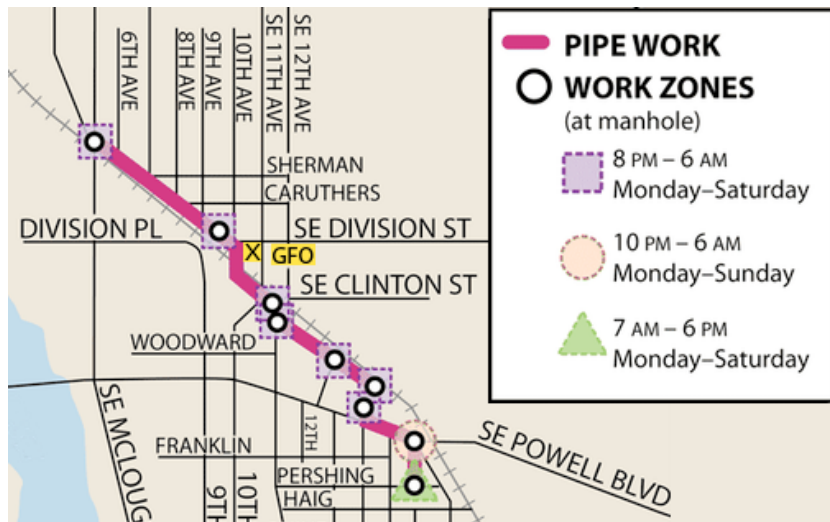 6TH AVE
8TH AVE
9TH AVE
10TH AVE
SE 11TH AVE
SE 12TH AVE
SHERMAN
CARUTHERS
DIVISION PL
SE DIVISION ST
X GFO
SE CLINTON ST
WOODWARD
SE MCLOUG
12TH
FRANKLIN
SE POWELL BLVD
PERSHING
HAIG
9TH
10TH
PIPE WORK
WORK ZONES
(at manhole)
8 PM – 6 AM
Monday–Saturday
10 PM – 6 AM
Monday–Sunday
7 AM – 6 PM
Monday–Saturday